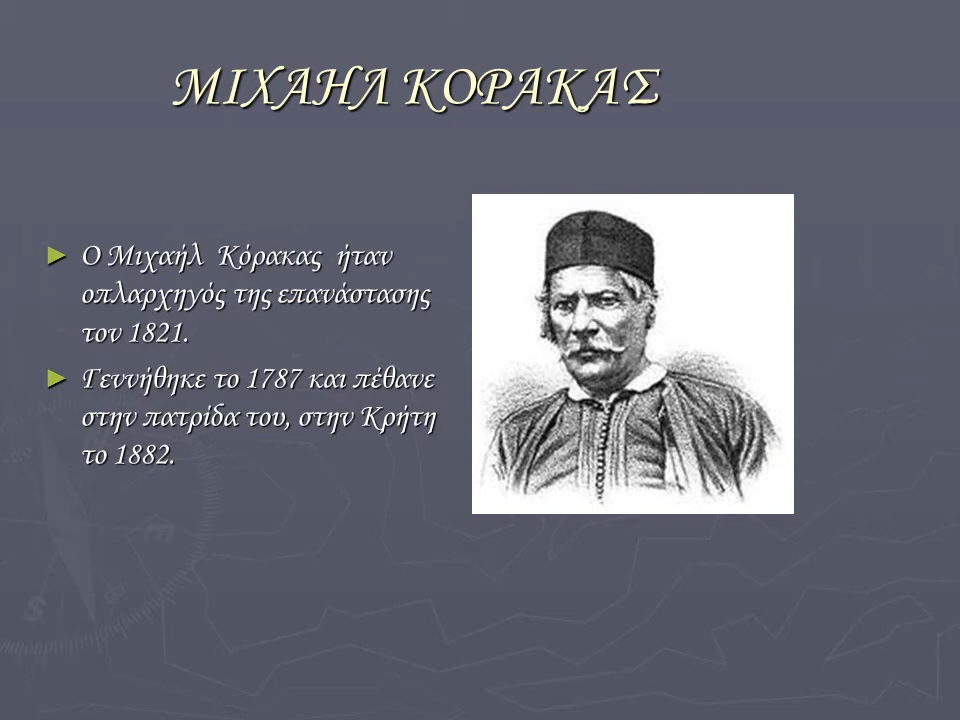 ΜΙΧΑΗΛ ΚΟΡΑΚΑΣ
► Ο Μιχαήλ Κόρακας ήταν
οπλαρχηγός της επανάστασης
του 1821.
► Γεννήθηκε το 1787 και πέθανε
στην πατρίδα του, στην Κρήτη
το 1882.